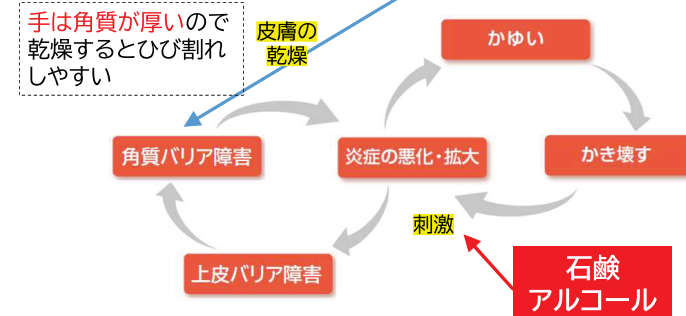 手は角質が厚いので
乾燥するとひび割れ
しやすい
皮膚の
乾燥
かゆい
角質バリア障害
炎症の悪化・拡大
かき壊す
刺激
上皮バリア障害
石鹸
アルコール